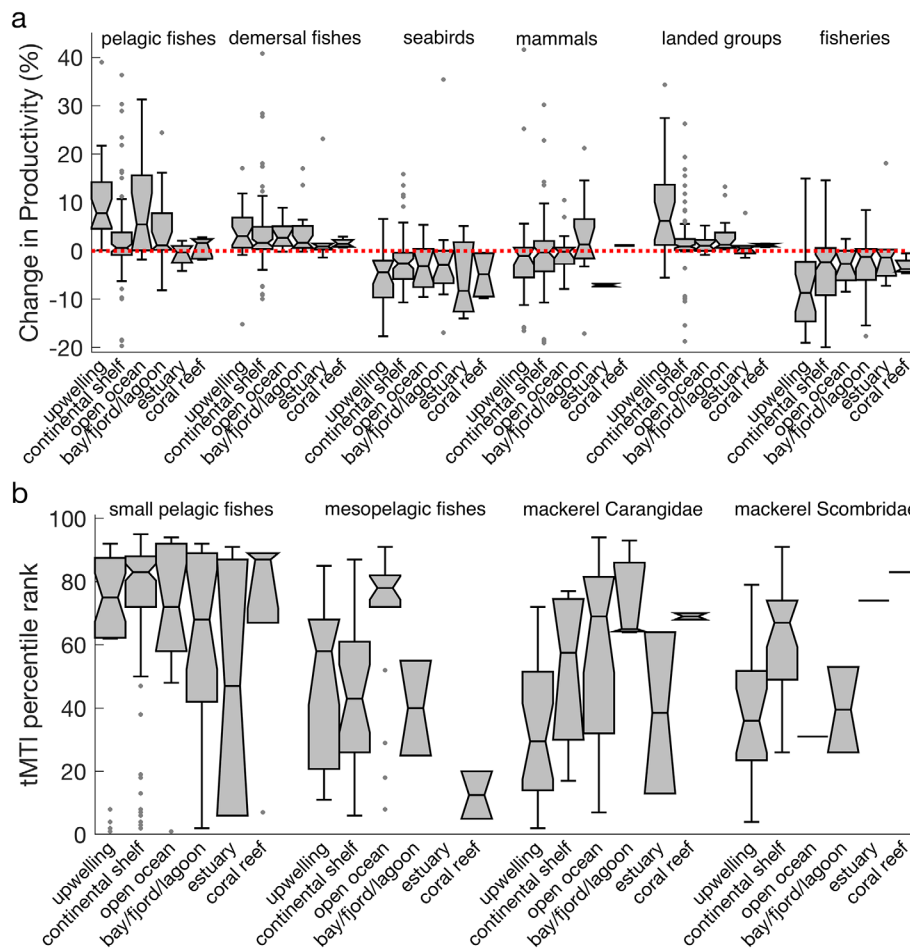 a
pelagic fishes demersal fishes seabirds mammals landed groups fisheries
Change in Productivity (%)
40
30
20
10
0
-10
-20
upwelling continental shelf open ocean bay/fjord/lagoon estuary coral reef
upwelling continental shelf open ocean bay/fjord/lagoon estuary coral reef
upwelling continental shelf open ocean bay/fjord/lagoon estuary coral reef
upwelling continental shelf open ocean bay/fjord/lagoon estuary coral reef
upwelling continental shelf open ocean bay/fjord/lagoon estuary coral reef
upwelling continental shelf open ocean bay/fjord/lagoon estuary coral reef
b
small pelagic fishes mesopelagic fishes mackerel Carangidae mackerel Scombridae
tMTI percentile rank
100
80
60
40
20
0
upwelling continental shelf open ocean bay/fjord/lagoon estuary coral reef
upwelling continental shelf open ocean bay/fjord/lagoon estuary coral reef
upwelling continental shelf open ocean bay/fjord/lagoon estuary coral reef
upwelling continental shelf open ocean bay/fjord/lagoon estuary coral reef